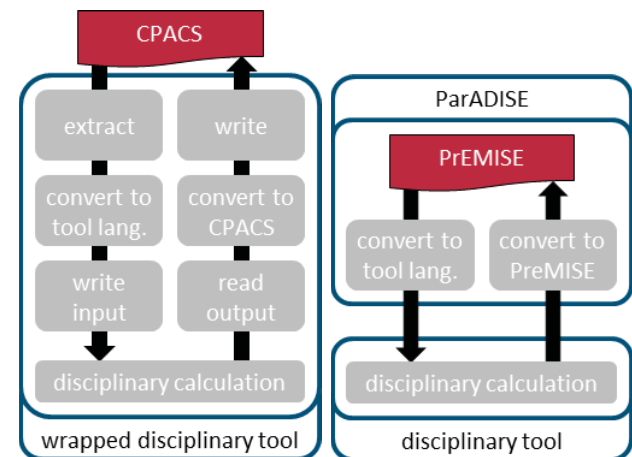 CPACS
extract
write
convert to
tool lang.
convert to
CPACS
write
input
read
output
disciplinary calculation
wrapped disciplinary tool
ParADISE
PrEMISE
convert to
tool lang.
convert to
PreMISE
disciplinary calculation
disciplinary tool